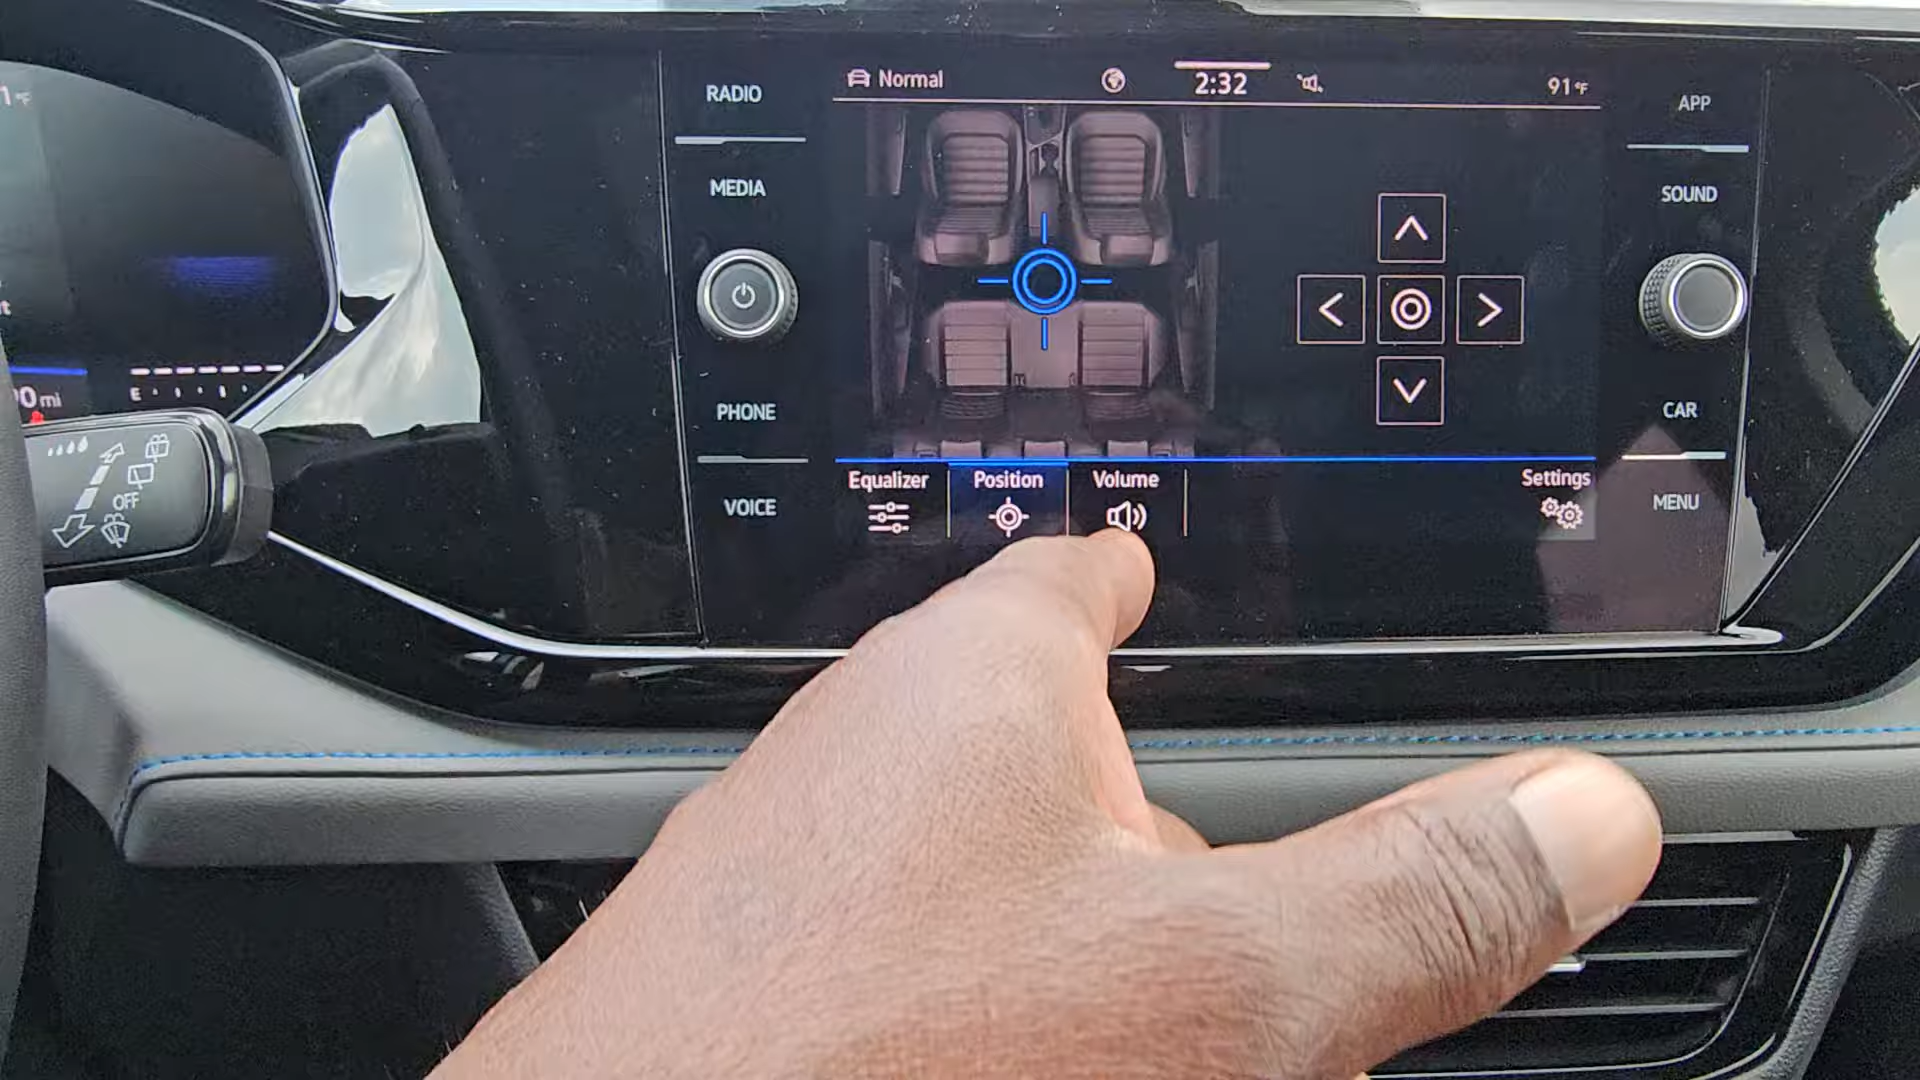 RADIO
MEDIA
PHONE
VOICE
Normal
2:32
91°F
Equalizer
Position
Volume
Settings
APP
SOUND
CAR
MENU
E
mi
OFF